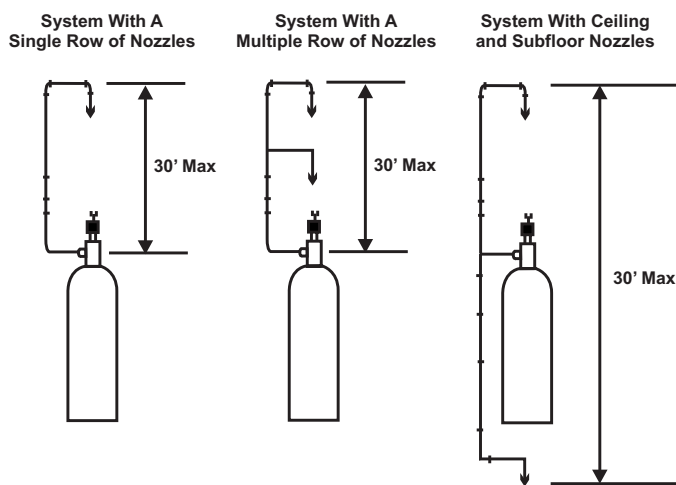 System With A
Single Row of Nozzles
System With A
Multiple Row of Nozzles
System With Ceiling
and Subfloor Nozzles
30’ Max
30’ Max
30’ Max